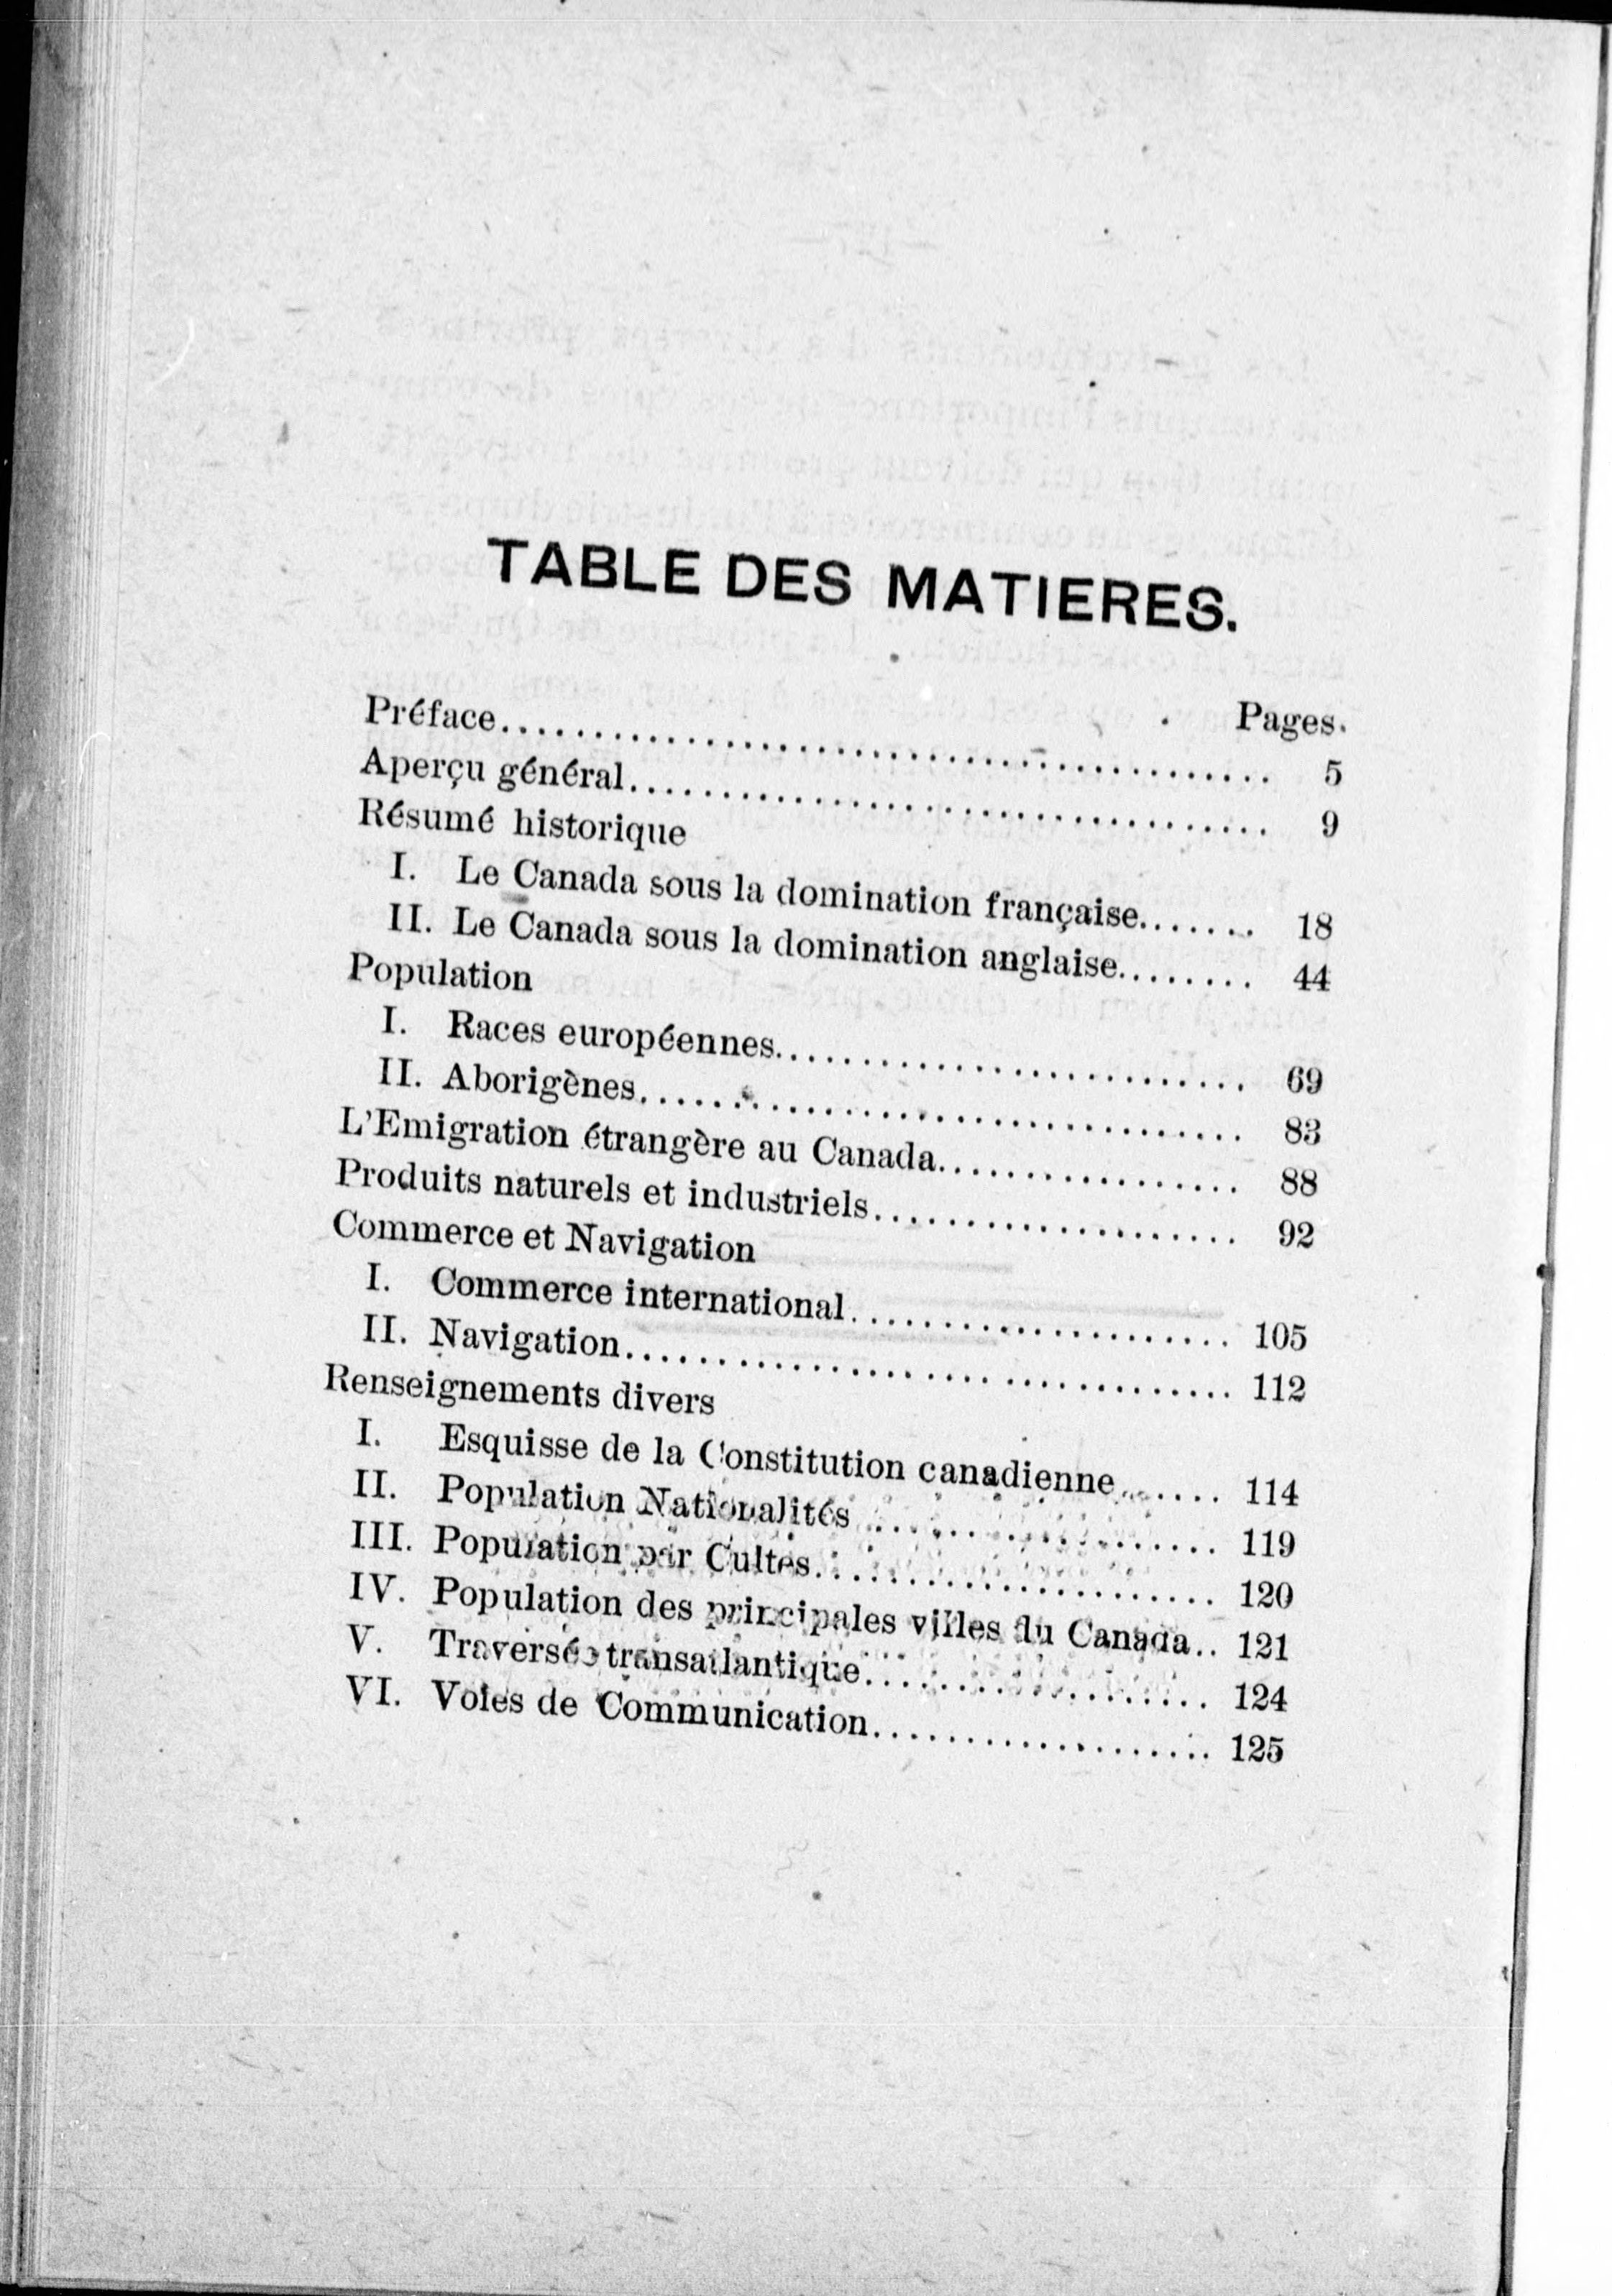 TABLE DES MATIERES.
Pages.
Préface........................................ 5
Aperçu général................................. 9
Résumé historique
I. Le Canada sous la domination française....... 18
II. Le Canada sous la domination anglaise........ 44
Population
I. Races européennes........................... 69
II. Aborigènes................................. 83
L'Emigration étrangère au Canada................. 88
Produits naturels et industriels.................... 92
Commerce et Navigation
I. Commerce international...................... 105
II. Navigation................................. 112
Renseignements divers
I. Esquisse de la Constitution canadienne....... 114
II. Population Nationalités .................... 119
III. Population par Cultes...................... 120
IV. Population des principales villes du Canada.. 121
V. Traversée transatlantique................... 124
VI. Voies de Communication................... 125